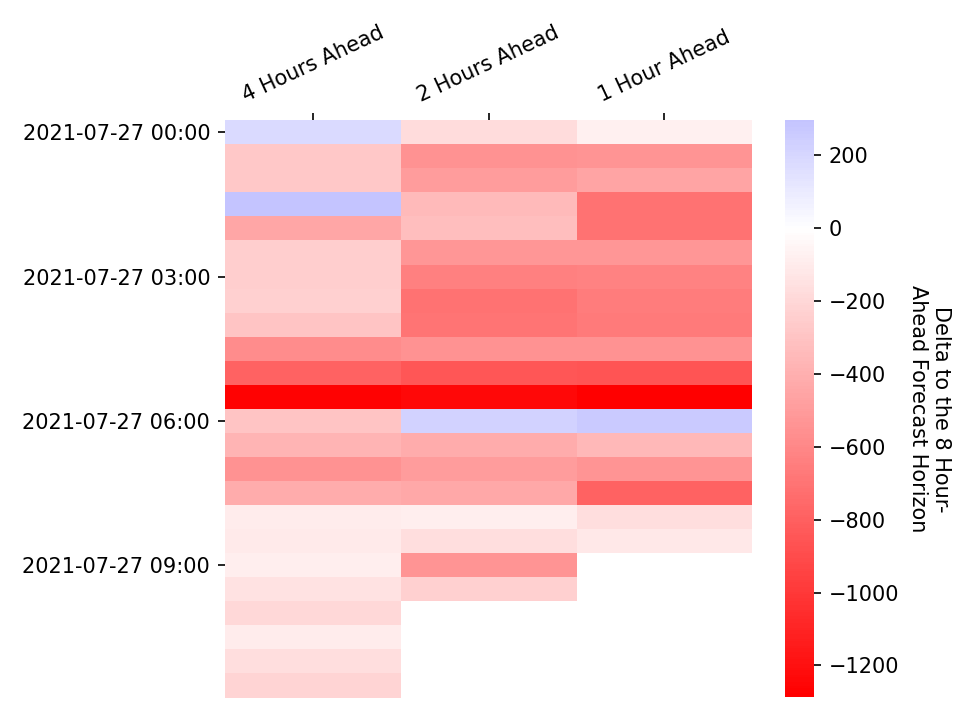 4 Hours Ahead
2 Hours Ahead
1 Hour Ahead
2021-07-27 00:00
2021-07-27 03:00
2021-07-27 06:00
2021-07-27 09:00
200
0
−200
−400
−600
−800
−1000
−1200
Delta to the 8 Hour-
Ahead Forecast Horizon